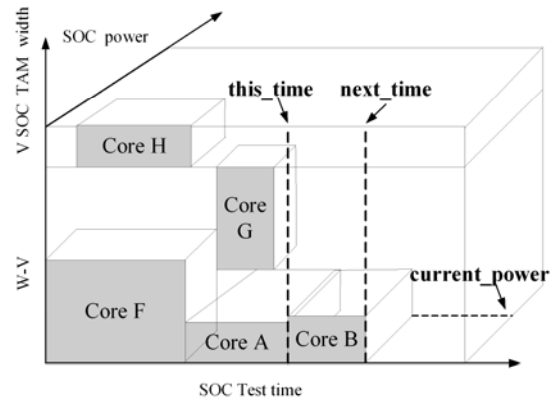 SOC power
V SOC TAM width
this_time
next_time
Core H
Core
G
W-V
current_power
Core F
Core A
Core B
SOC Test time